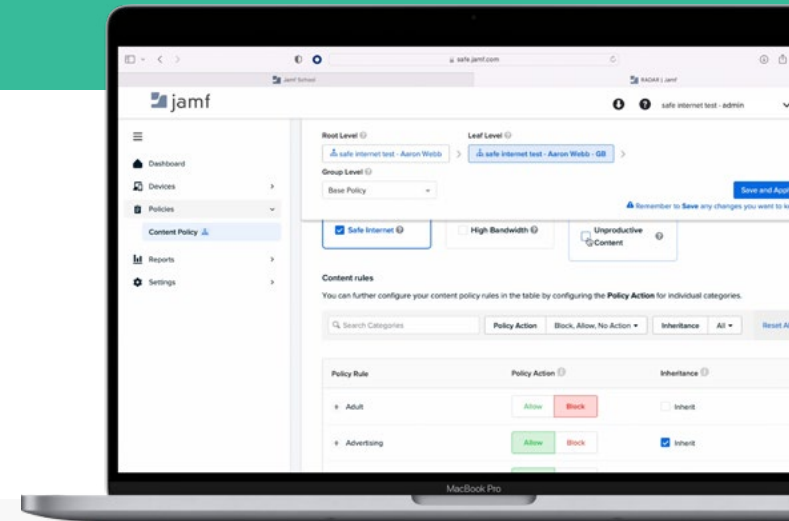 safe.jamf.com
Jamf School
RADAR | Jamf
jamf
safe internet test - admin
Root Level
Leaf Level
safe internet test - Aaron Webb
safe internet test - Aaron Webb - GB
Group Level
Base Policy
Save and Appl
Remember to Save any changes you want to ke
Dashboard
Devices
Policies
Content Policy
Reports
Settings
Safe Internet
High Bandwidth
Unproductive
Content
Content rules
You can further configure your content policy rules in the table by configuring the Policy Action for individual categories.
Search Categories
Policy Action
Block, Allow, No Action
Inheritance
All
Reset Al
Policy Rule
Policy Action
Inheritance
Adult
Allow
Block
Inherit
Advertising
Allow
Block
Inherit
MacBook Pro